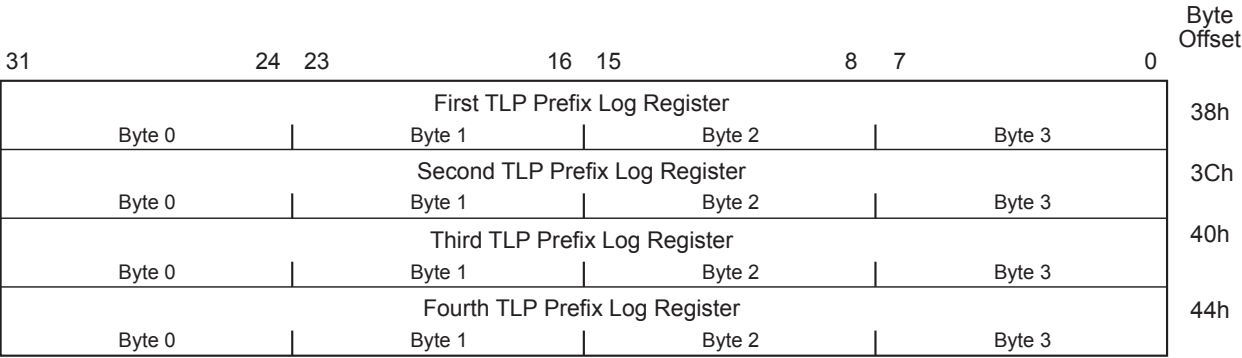 Byte
Offset
31 24 23 16 15 8 7 0
First TLP Prefix Log Register 38h
Byte 0 Byte 1 Byte 2 Byte 3
Second TLP Prefix Log Register 3Ch
Byte 0 Byte 1 Byte 2 Byte 3
Third TLP Prefix Log Register 40h
Byte 0 Byte 1 Byte 2 Byte 3
Fourth TLP Prefix Log Register 44h
Byte 0 Byte 1 Byte 2 Byte 3